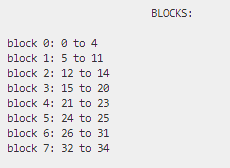 BLOCKS:
block 0: 0 to 4
block 1: 5 to 11
block 2: 12 to 14
block 3: 15 to 20
block 4: 21 to 23
block 5: 24 to 25
block 6: 26 to 31
block 7: 32 to 34